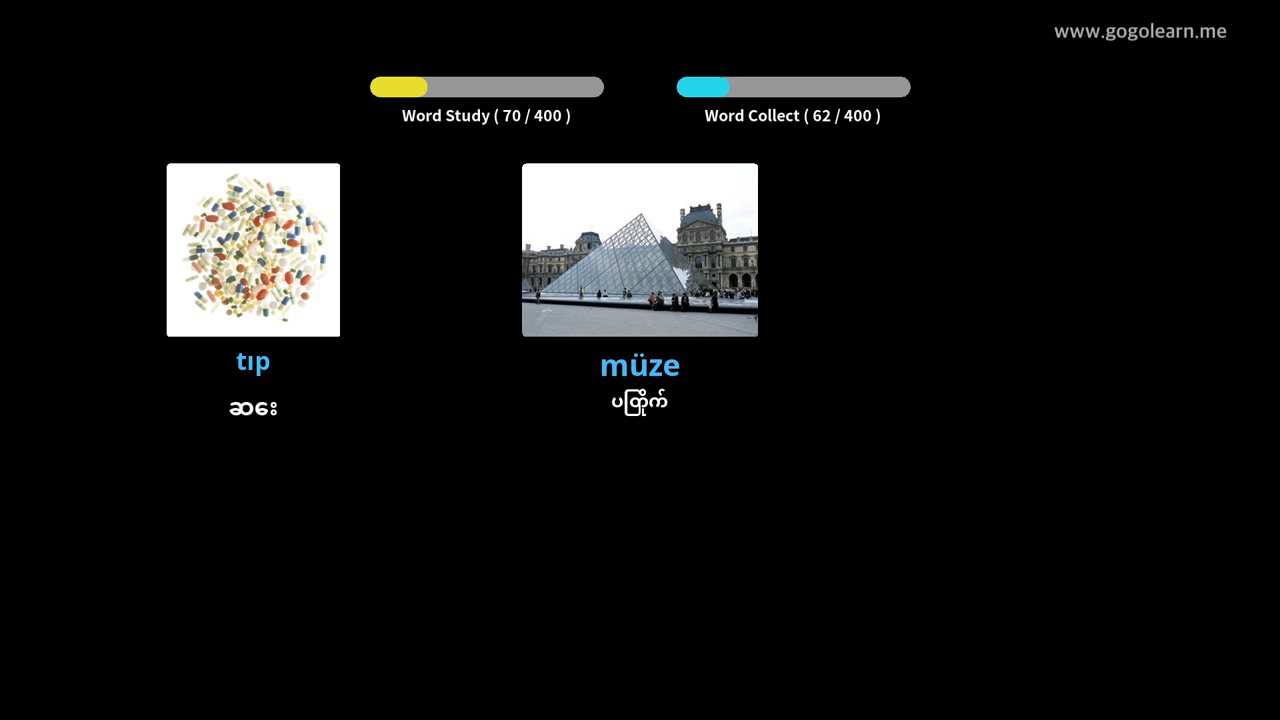 www.gogolearn.me
Word Study ( 70 / 400 )
Word Collect ( 62 / 400 )
tıp
ဆေး
müze
ပြတိုက်